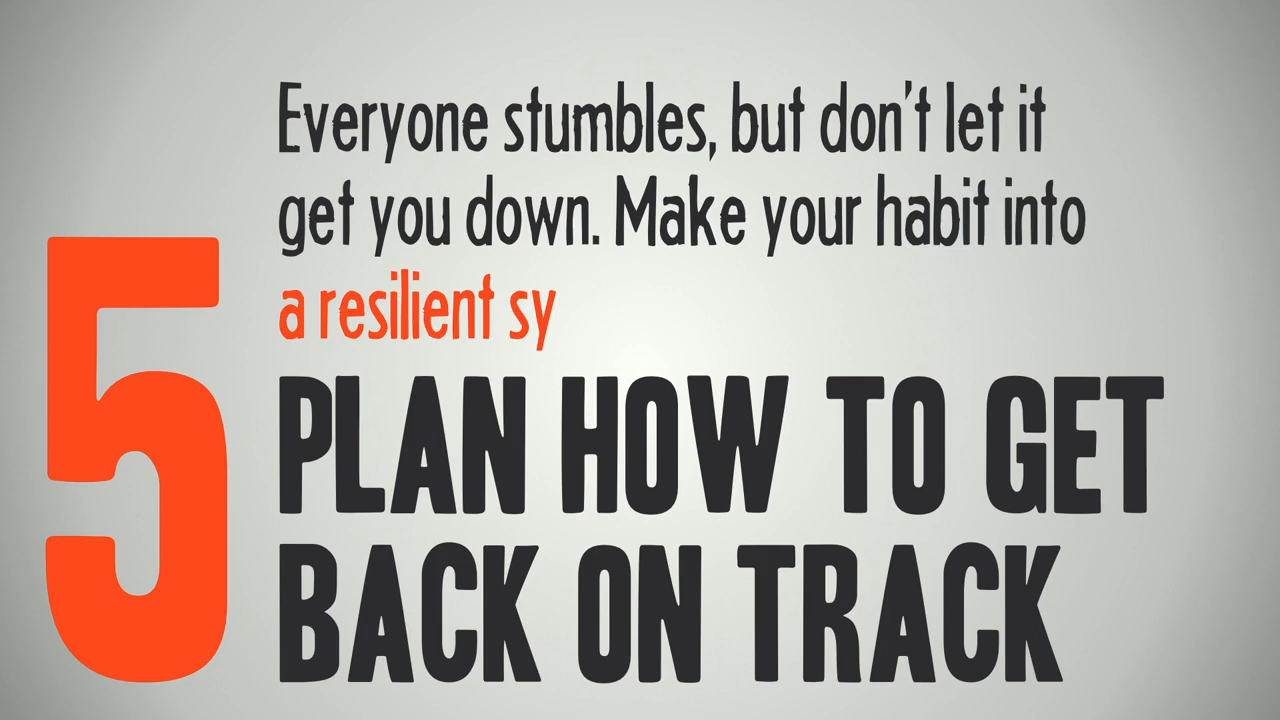 Everyone stumbles, but don't let it
get you down. Make your habit into
a resilient sy
5
PLAN HOW TO GET
BACK ON TRACK